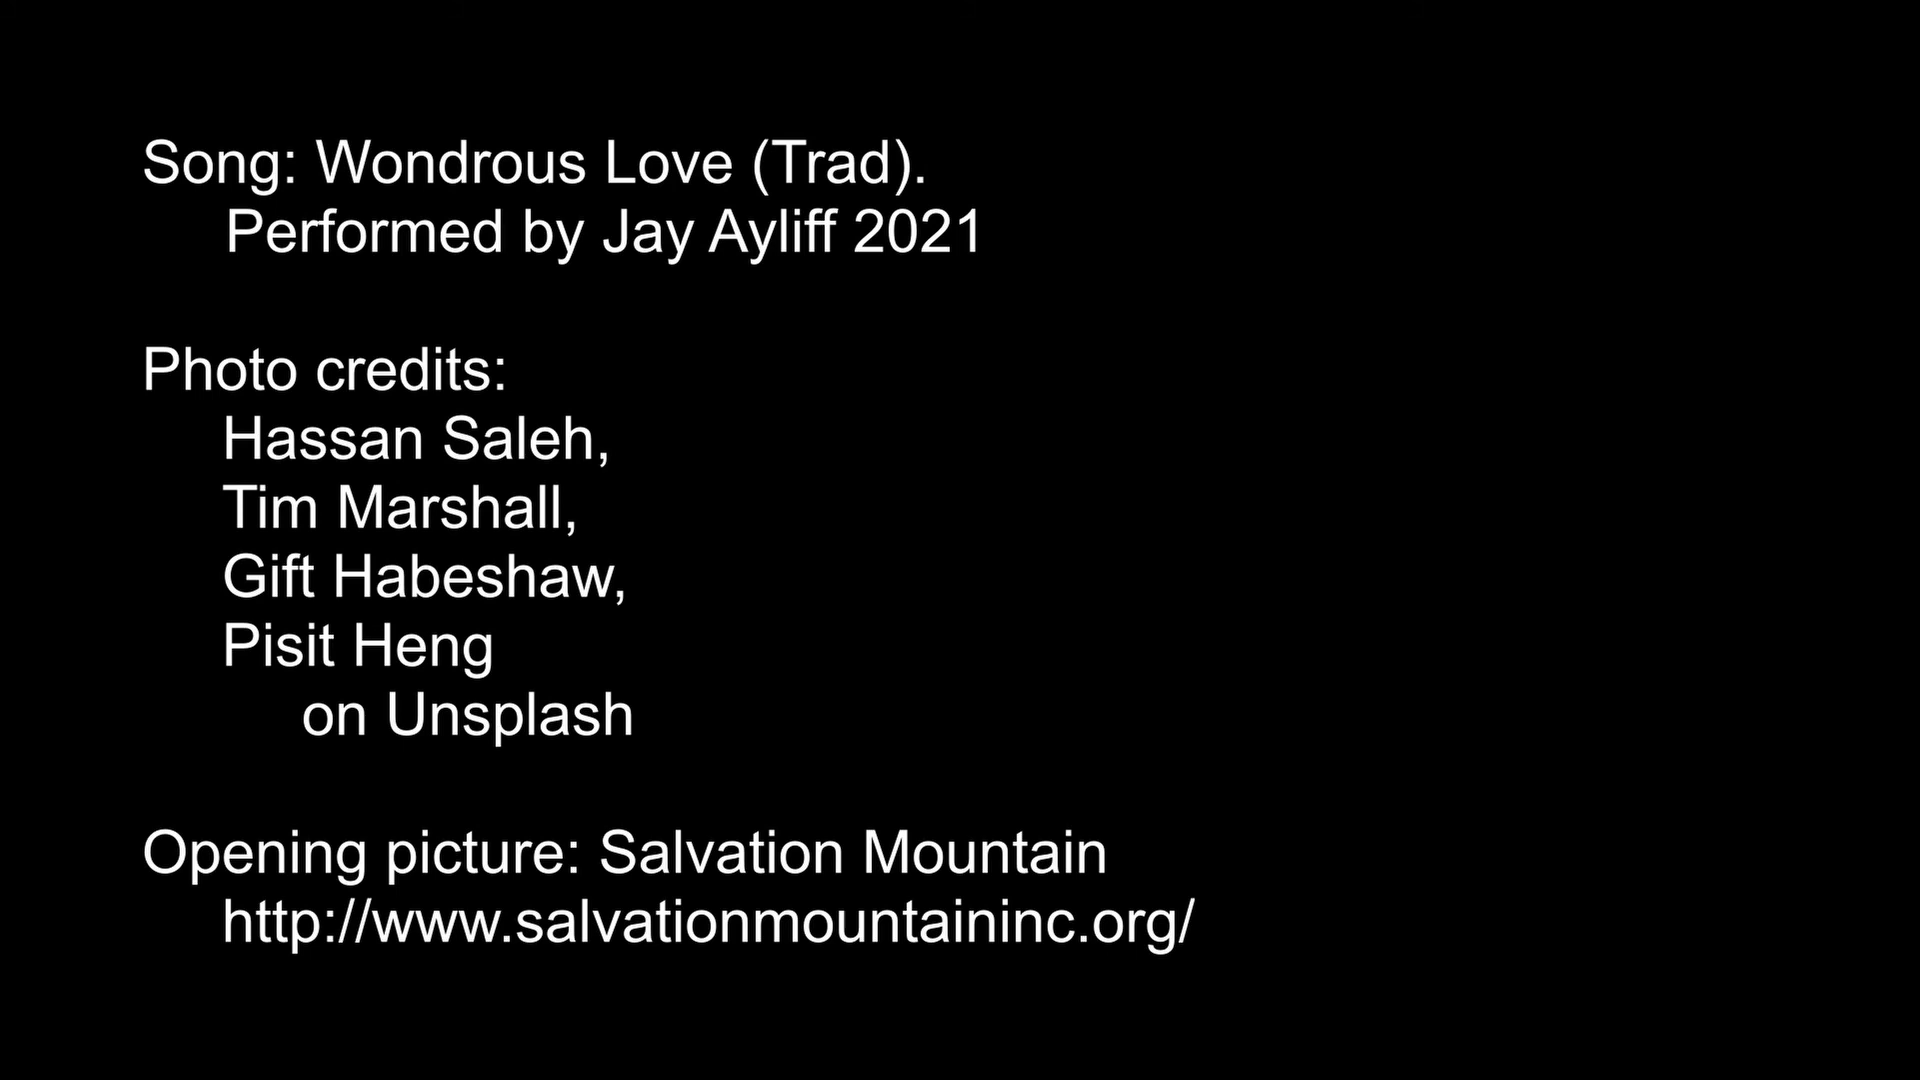 Song: Wondrous Love (Trad).
Performed by Jay Ayliff 2021
Photo credits:
Hassan Saleh,
Tim Marshall,
Gift Habeshaw,
Pisit Heng
on Unsplash
Opening picture: Salvation Mountain
http://www.salvationmountaininc.org/